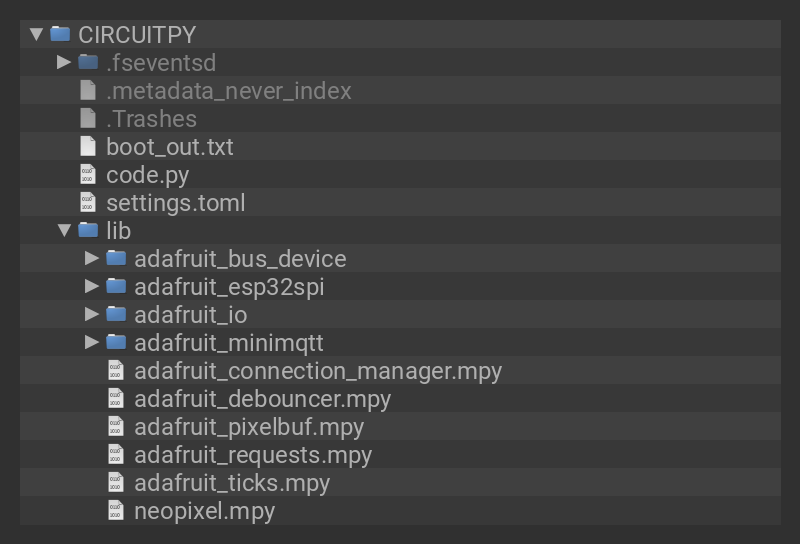 CIRCUITPY
.fseventsd
.metadata_never_index
.Trashes
boot_out.txt
code.py
settings.toml
lib
adafruit_bus_device
adafruit_esp32spi
adafruit_io
adafruit_minimqtt
adafruit_connection_manager.mpy
adafruit_debouncer.mpy
adafruit_pixelbuf.mpy
adafruit_requests.mpy
adafruit_ticks.mpy
neopixel.mpy